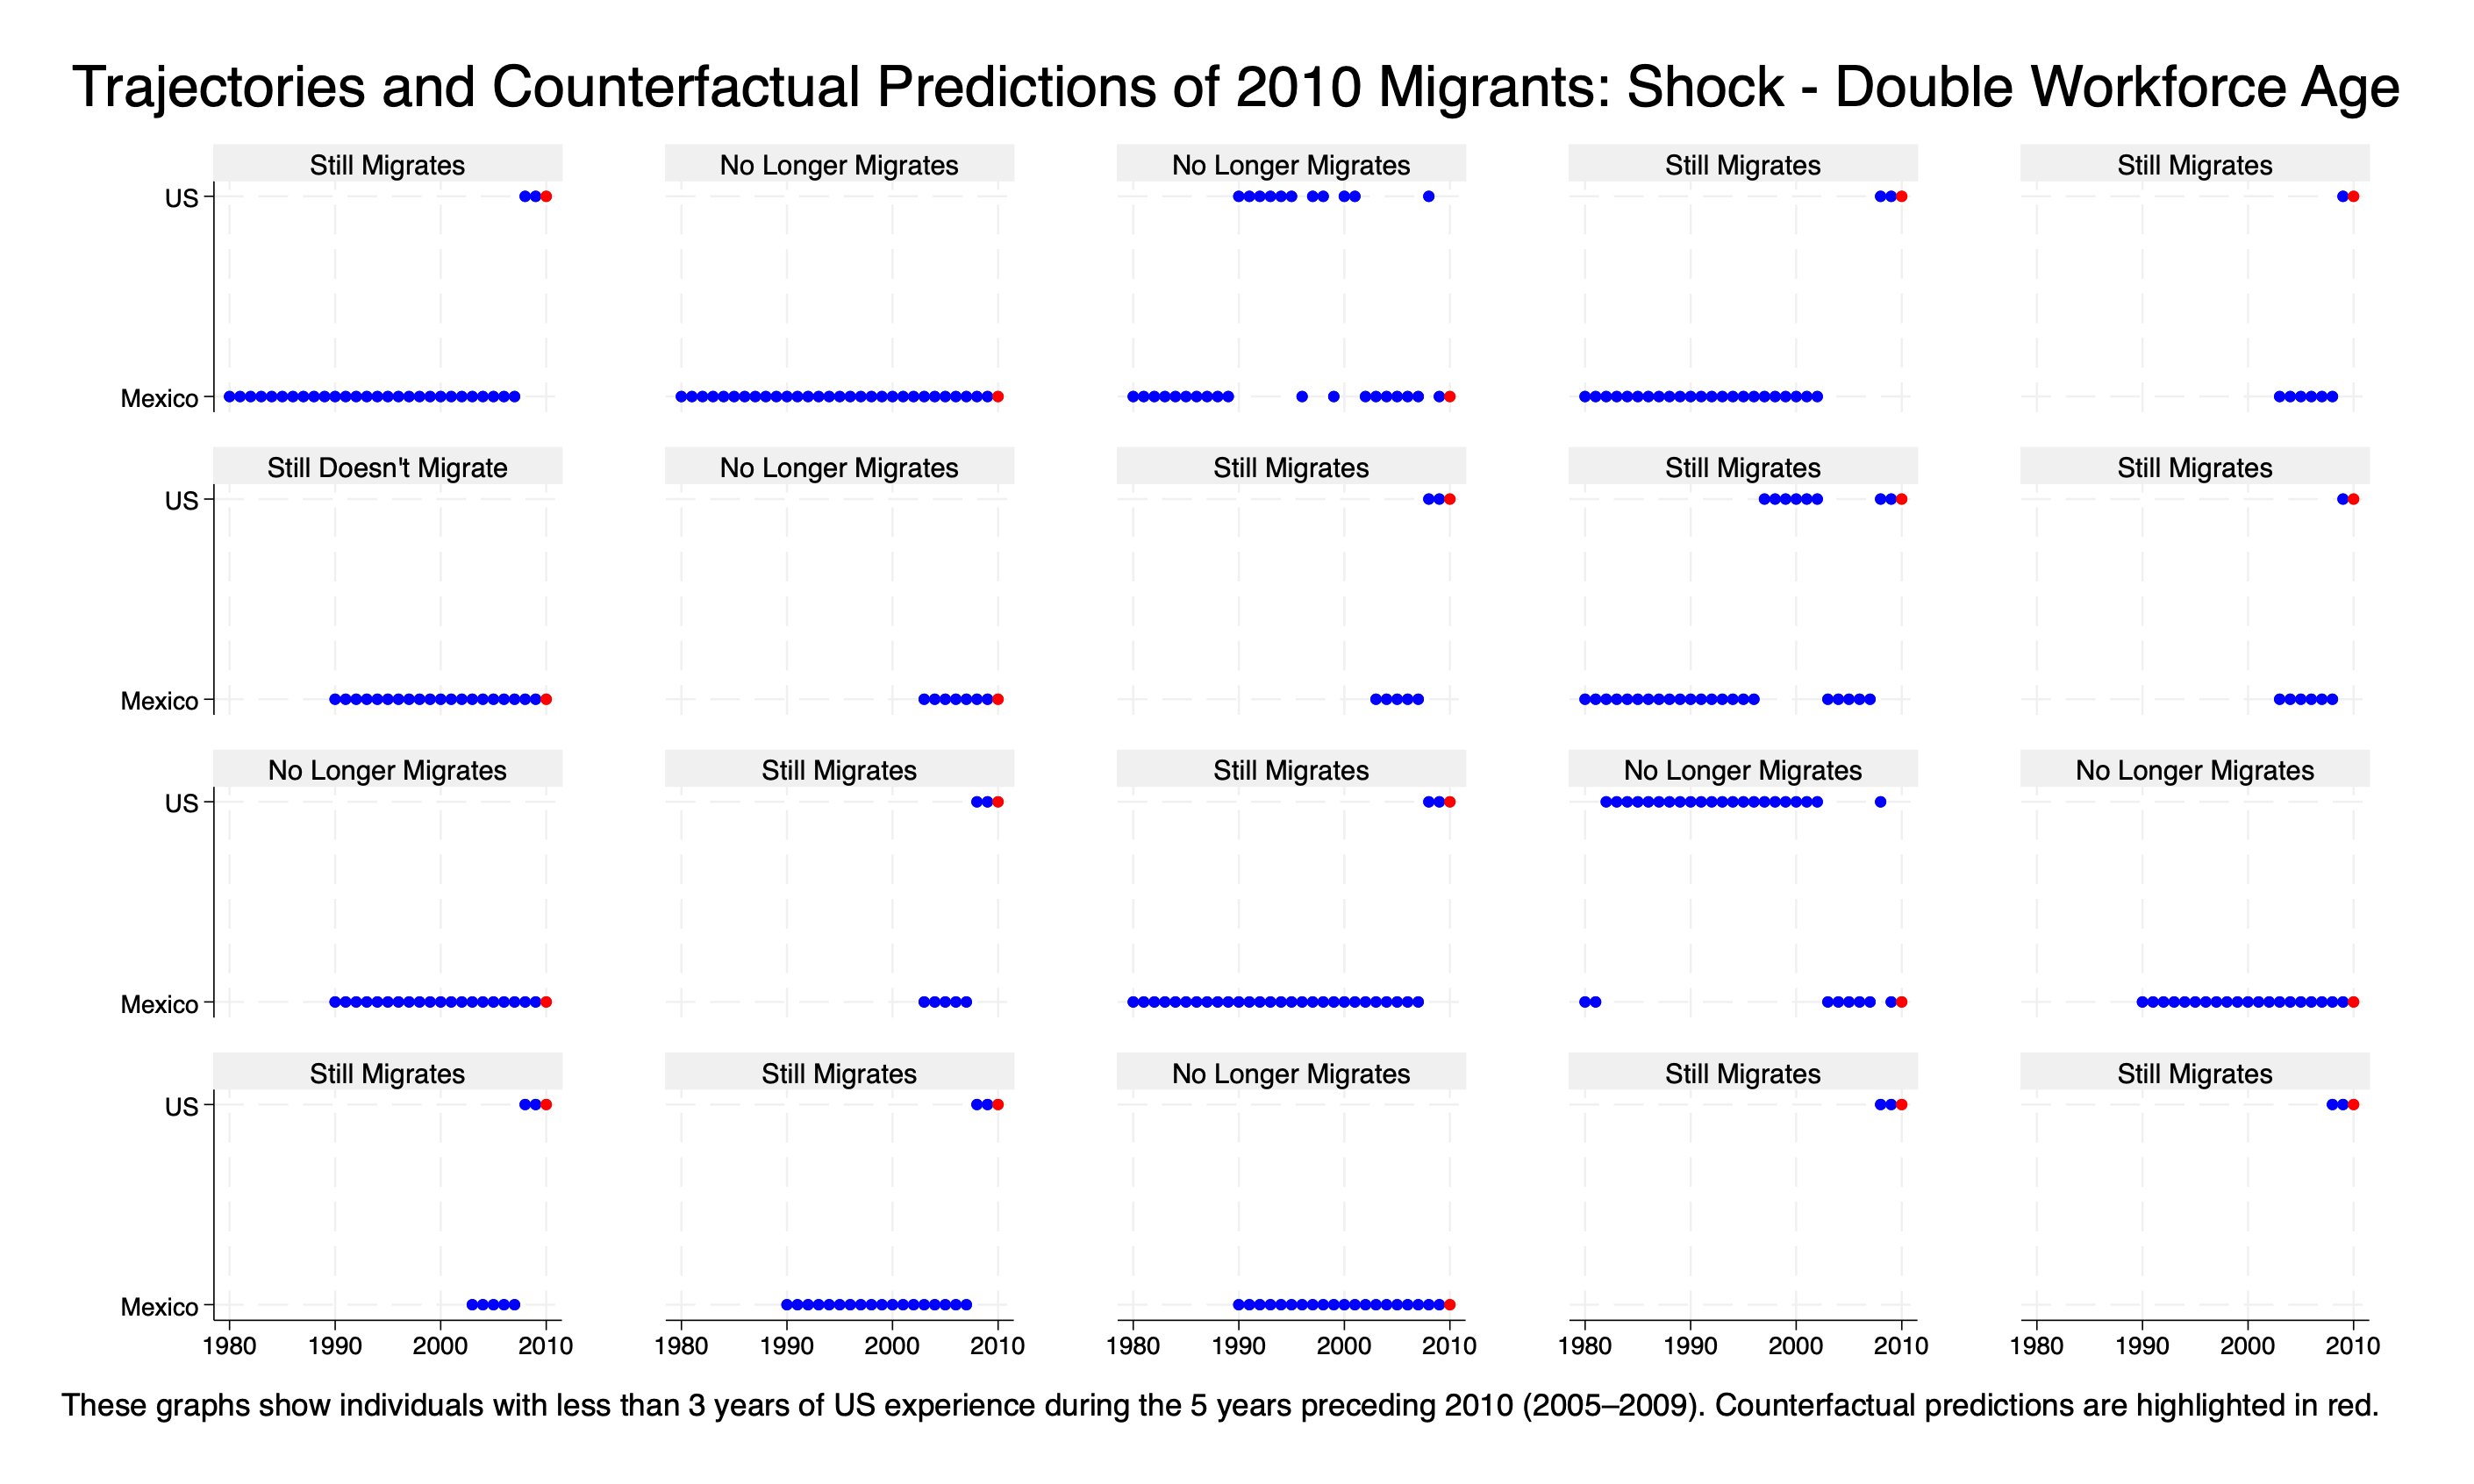 Trajectories and Counterfactual Predictions of 2010 Migrants: Shock - Double Workforce Age
Still Migrates No Longer Migrates No Longer Migrates Still Migrates Still Migrates
US
Mexico
Still Doesn't Migrate No Longer Migrates Still Migrates Still Migrates Still Migrates
US
Mexico
No Longer Migrates Still Migrates Still Migrates No Longer Migrates No Longer Migrates
US
Mexico
Still Migrates Still Migrates No Longer Migrates Still Migrates Still Migrates
US
Mexico
1980 1990 2000 2010 1980 1990 2000 2010 1980 1990 2000 2010 1980 1990 2000 2010 1980 1990 2000 2010
These graphs show individuals with less than 3 years of US experience during the 5 years preceding 2010 (2005–2009). Counterfactual predictions are highlighted in red.